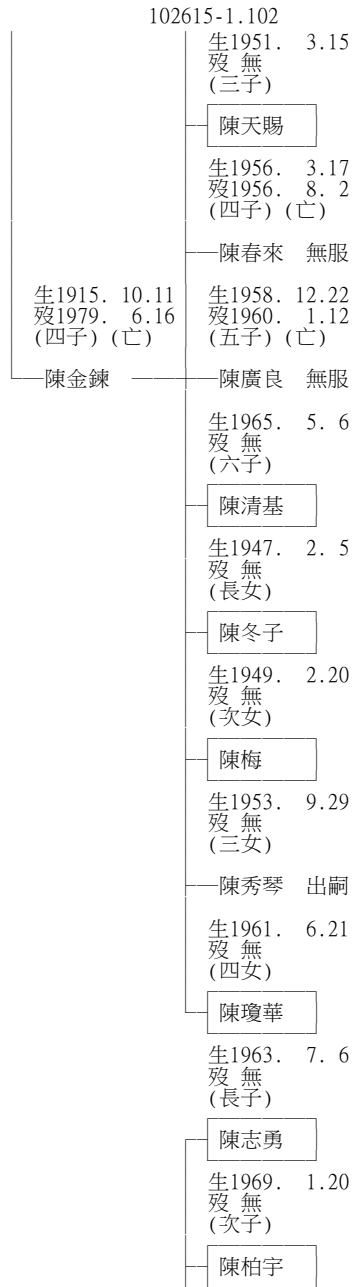 102615-1.102
生1951. 3.15
歿 無
(三子)
陳天賜
生1956. 3.17
歿1956. 8. 2
(四子)(亡)
陳春來 無服
生1915. 10.11
歿1979. 6.16
(四子)(亡)
陳金鍊
生1958. 12.22
歿1960. 1.12
(五子)(亡)
陳廣良 無服
生1965. 5. 6
歿 無
(六子)
陳清基
生1947. 2. 5
歿 無
(長女)
陳冬子
生1949. 2.20
歿 無
(次女)
陳梅
生1953. 9.29
歿 無
(三女)
陳秀琴 出嗣
生1961. 6.21
歿 無
(四女)
陳瓊華
生1963. 7. 6
歿 無
(長子)
陳志勇
生1969. 1.20
歿 無
(次子)
陳柏宇